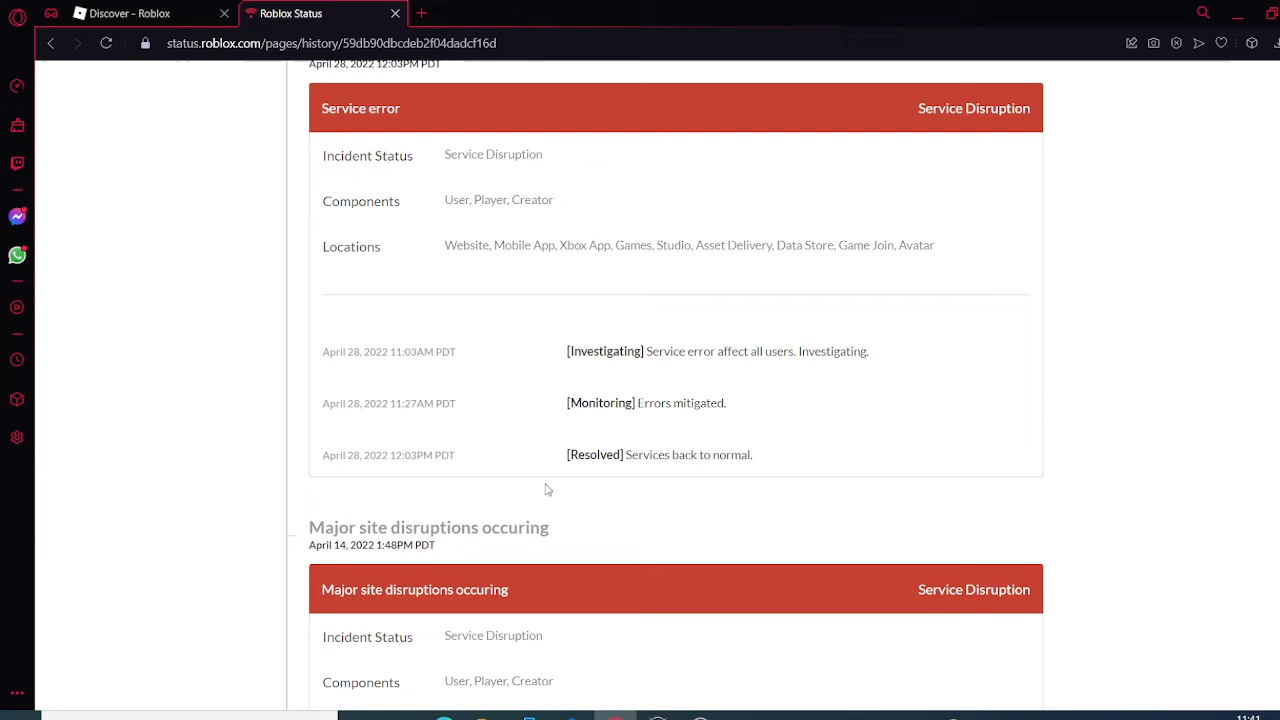 Discover - Roblox
Roblox Status
status.roblox.com/pages/history/59db90dbcdeb2f04dadcf16d
April 28, 2022 12:03PM PDT
Service error Service Disruption
Incident Status Service Disruption
Components User, Player, Creator
Locations Website, Mobile App, Xbox App, Games, Studio, Asset Delivery, Data Store, Game Join, Avatar
April 28, 2022 11:03AM PDT [Investigating] Service error affect all users. Investigating.
April 28, 2022 11:27AM PDT [Monitoring] Errors mitigated.
April 28, 2022 12:03PM PDT [Resolved] Services back to normal.
Major site disruptions occuring
April 14, 2022 1:48PM PDT
Major site disruptions occuring Service Disruption
Incident Status Service Disruption
Components User, Player, Creator
11:41